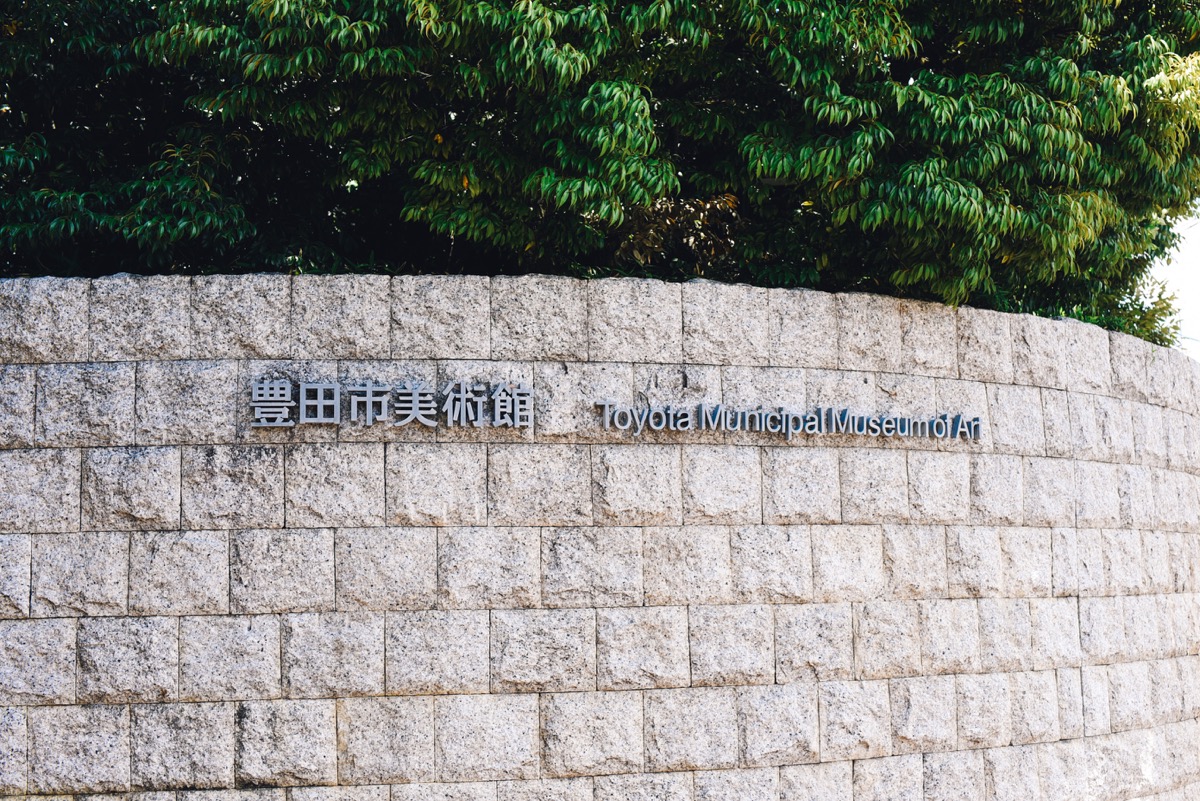 豊田市美術館 Toyota Municipal Museum of Art